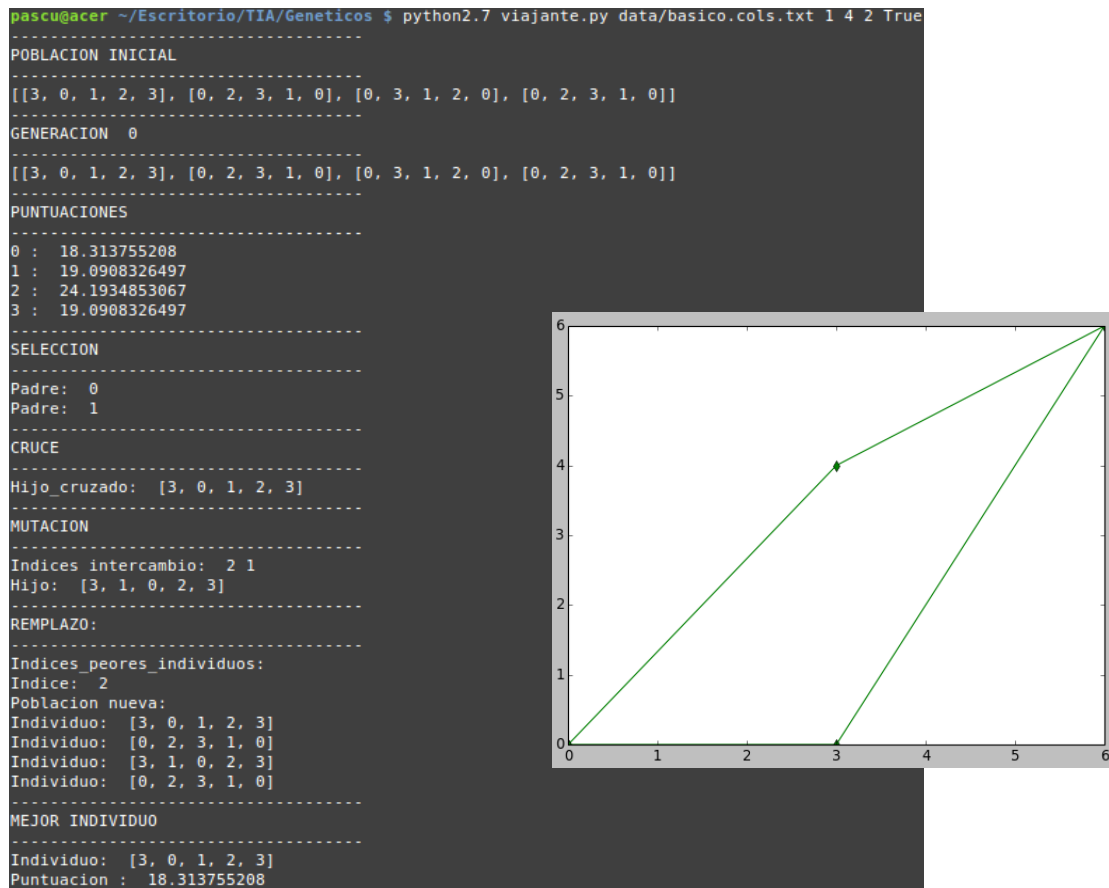 pascu@acer ~/Escritorio/TIA/Geneticos $ python2.7 viajante.py data/basico.cols.txt 1 4 2 True
------------------------------------
POBLACION INICIAL
------------------------------------
[[3, 0, 1, 2, 3], [0, 2, 3, 1, 0], [0, 3, 1, 2, 0], [0, 2, 3, 1, 0]]
------------------------------------
GENERACION  0
------------------------------------
[[3, 0, 1, 2, 3], [0, 2, 3, 1, 0], [0, 3, 1, 2, 0], [0, 2, 3, 1, 0]]
------------------------------------
PUNTUACIONES
------------------------------------
0 :  18.313755208
1 :  19.0908326497
2 :  24.1934853067
3 :  19.0908326497
------------------------------------
SELECCION
------------------------------------
Padre:  0
Padre:  1
------------------------------------
CRUCE
------------------------------------
Hijo_cruzado:  [3, 0, 1, 2, 3]
------------------------------------
MUTACION
------------------------------------
Indices intercambio:  2 1
Hijo:  [3, 1, 0, 2, 3]
------------------------------------
REMPLAZO:
------------------------------------
Indices_peores_individuos:
Indice:  2
Poblacion nueva:
Individuo:  [3, 0, 1, 2, 3]
Individuo:  [0, 2, 3, 1, 0]
Individuo:  [3, 1, 0, 2, 3]
Individuo:  [0, 2, 3, 1, 0]
------------------------------------
MEJOR INDIVIDUO
------------------------------------
Individuo:  [3, 0, 1, 2, 3]
Puntuacion :  18.313755208
6
5
4
3
2
1
0
0 1 2 3 4 5 6